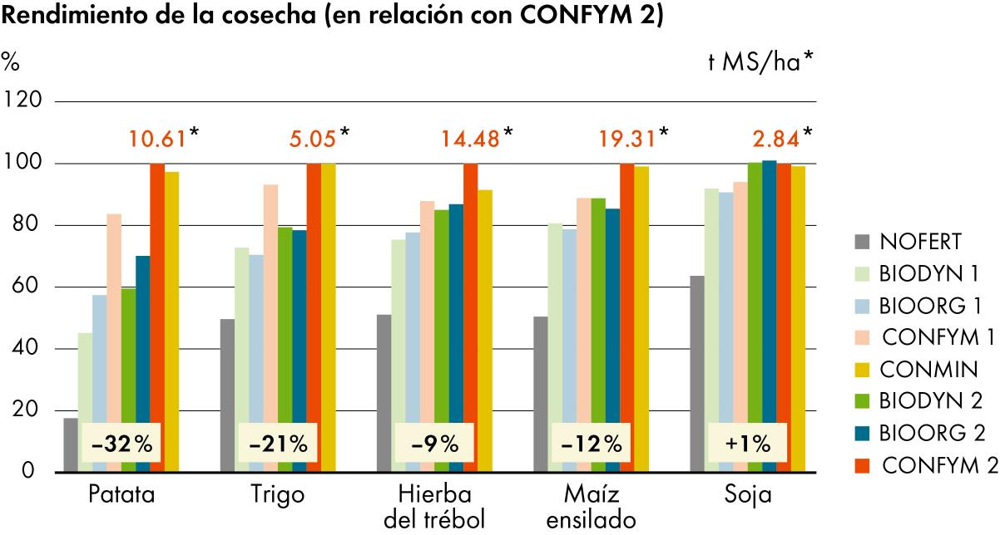 Rendimiento de la cosecha (en relación con CONFYM 2)
%
t MS/ha*
120
10.61*
5.05*
14.48*
19.31*
2.84*
100
80
60
40
20
0
NOFERT
BIODYN 1
BIOORG 1
CONFYM 1
CONMIN
BIODYN 2
BIOORG 2
CONFYM 2
–32%
–21%
–9%
–12%
+1%
Patata
Trigo
Hierba
del trébol
Maíz
ensilado
Soja